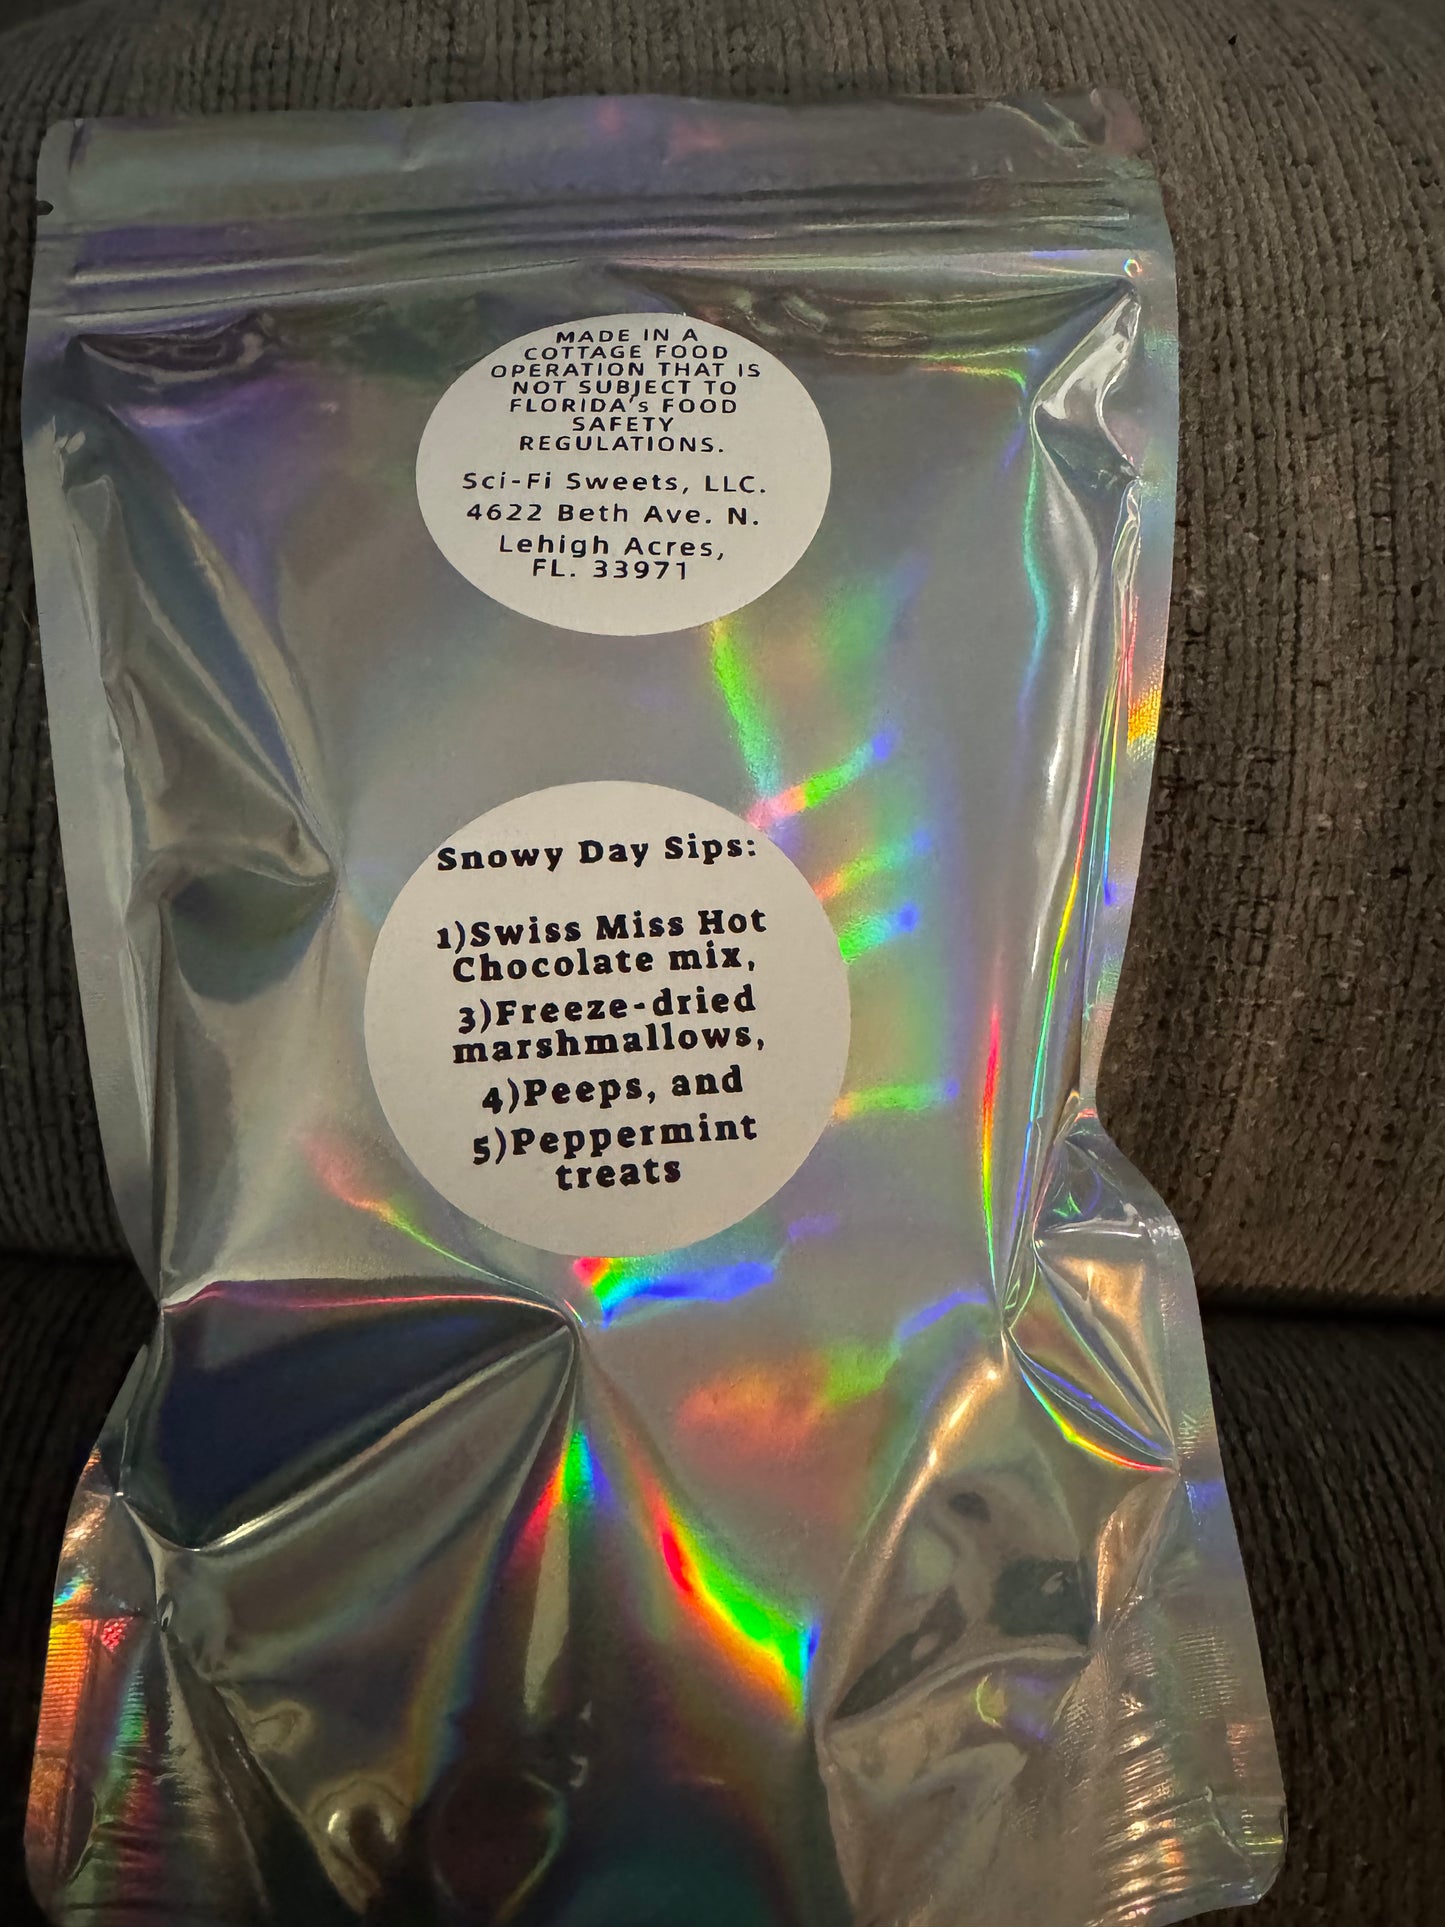 MADE IN A
COTTAGE FOOD
OPERATION THAT IS
NOT SUBJECT TO
FLORIDA's FOOD
SAFETY
REGULATIONS.
Sci-Fi Sweets, LLC.
4622 Beth Ave. N.
Lehigh Acres,
FL. 33971
Snowy Day Sips:
1)Swiss Miss Hot
Chocolate mix,
3)Freeze-dried
marshmallows,
4)Peeps, and
5)Peppermint
treats